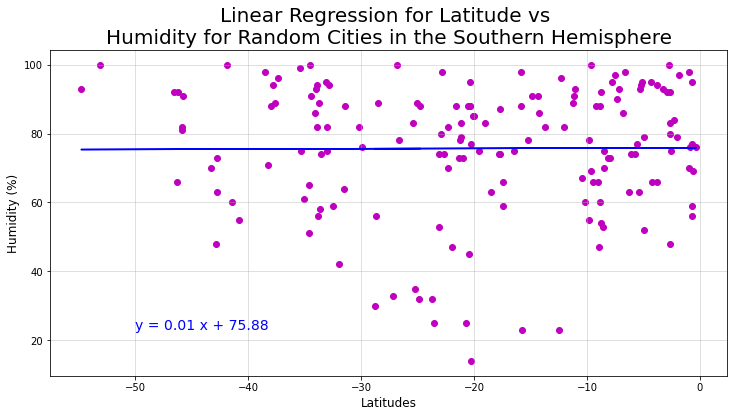 Linear Regression for Latitude vs
Humidity for Random Cities in the Southern Hemisphere
100
80
60
40
20
Humidity (%)
y = 0.01 x + 75.88
−50
−40
−30
−20
−10
0
Latitudes